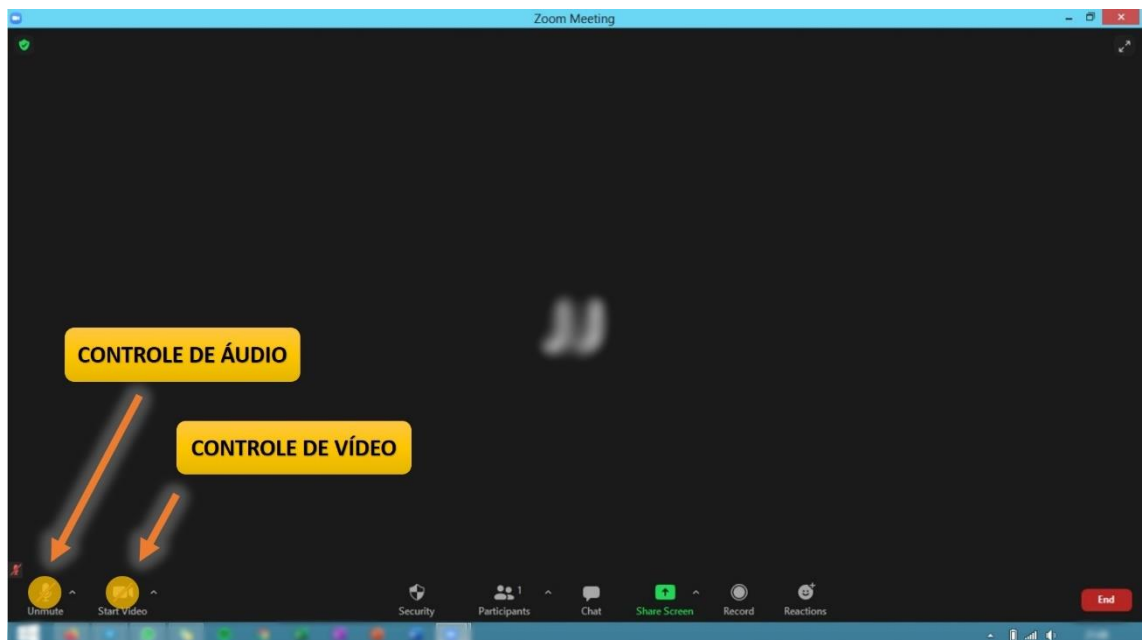 Zoom Meeting
CONTROLE DE ÁUDIO
CONTROLE DE VÍDEO
1
Unmute
Start Video
Security
Participants
Chat
Share Screen
Record
Reactions
End